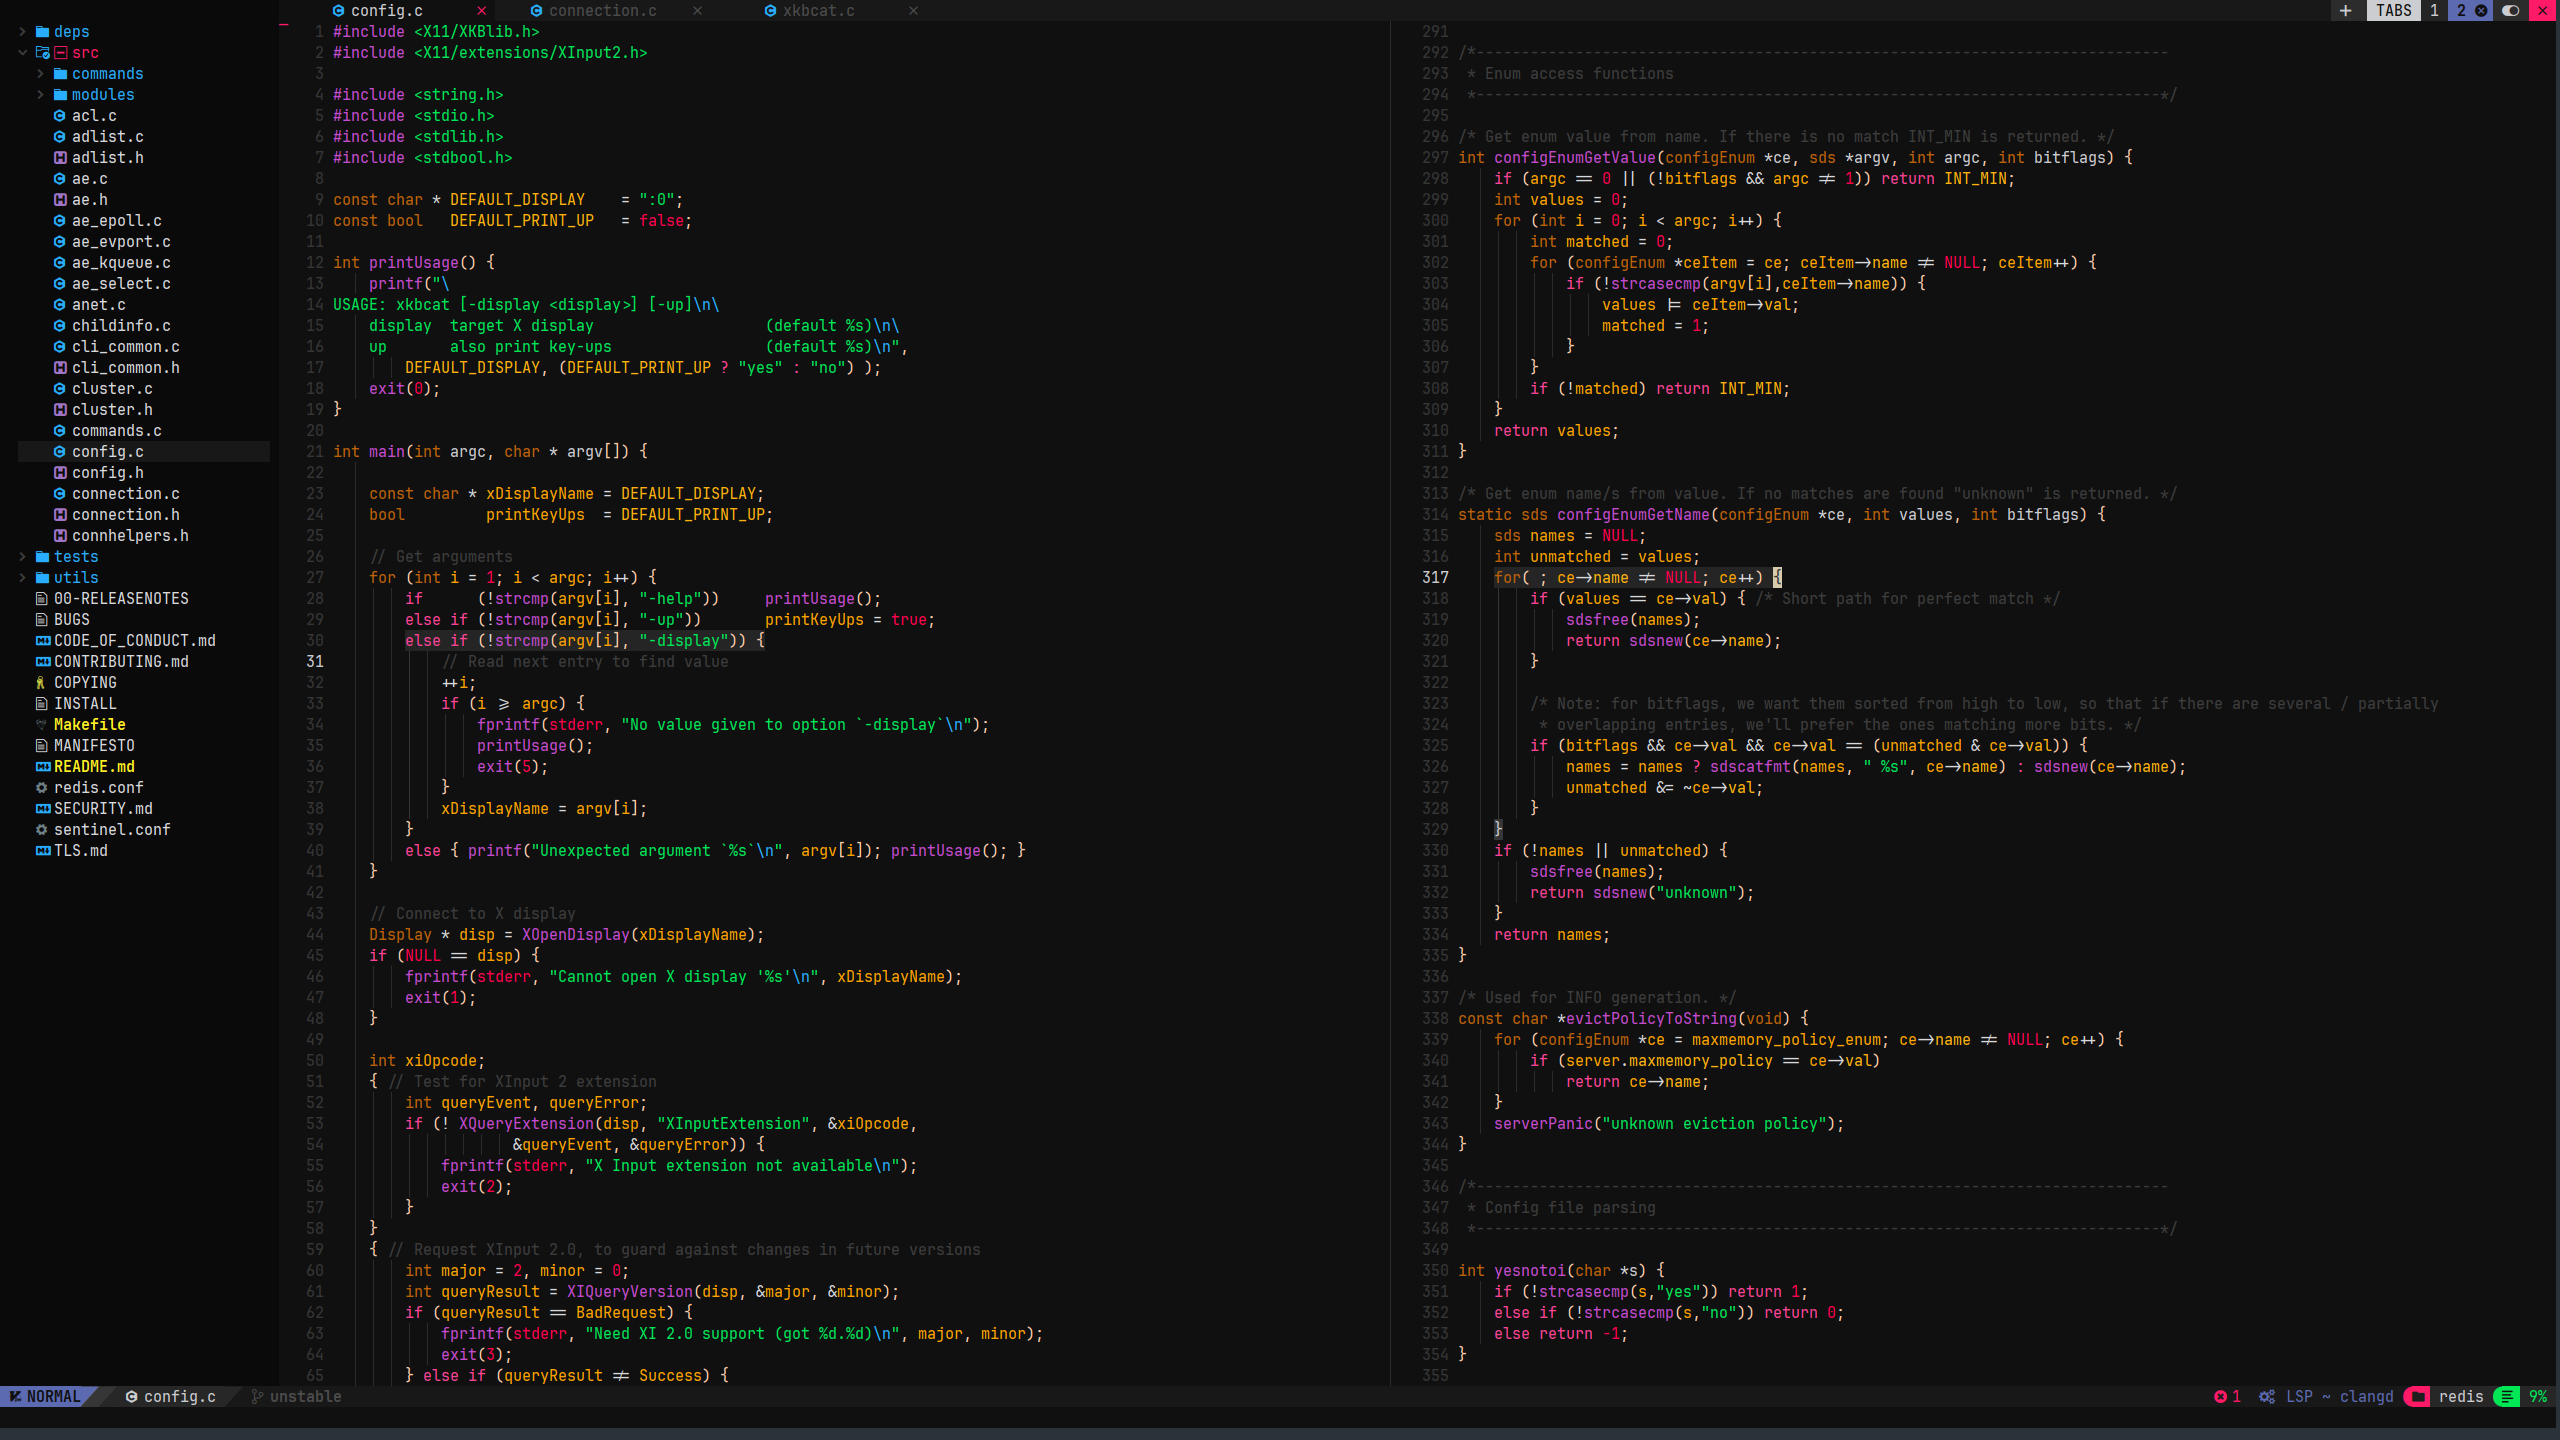 config.c
connection.c
xkbcat.c
+ TABS 1 2
deps
src
commands
modules
acl.c
adlist.c
adlist.h
ae.c
ae.h
ae_epoll.c
ae_evport.c
ae_kqueue.c
ae_select.c
anet.c
childinfo.c
cli_common.c
cli_common.h
cluster.c
cluster.h
commands.c
config.c
config.h
connection.c
connection.h
connhelpers.h
tests
utils
00-RELEASENOTES
BUGS
CODE_OF_CONDUCT.md
CONTRIBUTING.md
COPYING
INSTALL
Makefile
MANIFESTO
README.md
redis.conf
SECURITY.md
sentinel.conf
TLS.md
1 #include <X11/XKBlib.h>
2 #include <X11/extensions/XInput2.h>
3
4 #include <string.h>
5 #include <stdio.h>
6 #include <stdlib.h>
7 #include <stdbool.h>
8
9 const char * DEFAULT_DISPLAY    = ":0";
10 const bool   DEFAULT_PRINT_UP   = false;
11
12 int printUsage() {
13     printf("\
14 USAGE: xkbcat [-display <display>] [-up]\n\
15     display  target X display                   (default %s)\n\
16     up       also print key-ups                 (default %s)\n",
17         DEFAULT_DISPLAY, (DEFAULT_PRINT_UP ? "yes" : "no") );
18     exit(0);
19 }
20
21 int main(int argc, char * argv[]) {
22
23     const char * xDisplayName = DEFAULT_DISPLAY;
24     bool         printKeyUps  = DEFAULT_PRINT_UP;
25
26     // Get arguments
27     for (int i = 1; i < argc; i++) {
28         if      (!strcmp(argv[i], "-help"))     printUsage();
29         else if (!strcmp(argv[i], "-up"))       printKeyUps = true;
30         else if (!strcmp(argv[i], "-display")) {
31             // Read next entry to find value
32             ++i;
33             if (i >= argc) {
34                 fprintf(stderr, "No value given to option `-display`\n");
35                 printUsage();
36                 exit(5);
37             }
38             xDisplayName = argv[i];
39         }
40         else { printf("Unexpected argument `%s`\n", argv[i]); printUsage(); }
41     }
42
43     // Connect to X display
44     Display * disp = XOpenDisplay(xDisplayName);
45     if (NULL == disp) {
46         fprintf(stderr, "Cannot open X display '%s'\n", xDisplayName);
47         exit(1);
48     }
49
50     int xiOpcode;
51     { // Test for XInput 2 extension
52         int queryEvent, queryError;
53         if (! XQueryExtension(disp, "XInputExtension", &xiOpcode,
54                     &queryEvent, &queryError)) {
55             fprintf(stderr, "X Input extension not available\n");
56             exit(2);
57         }
58     }
59     { // Request XInput 2.0, to guard against changes in future versions
60         int major = 2, minor = 0;
61         int queryResult = XIQueryVersion(disp, &major, &minor);
62         if (queryResult == BadRequest) {
63             fprintf(stderr, "Need XI 2.0 support (got %d.%d)\n", major, minor);
64             exit(3);
65         } else if (queryResult != Success) {
291
292 /*-----------------------------------------------------------------------------
293  * Enum access functions
294  *----------------------------------------------------------------------------*/
295
296 /* Get enum value from name. If there is no match INT_MIN is returned. */
297 int configEnumGetValue(configEnum *ce, sds *argv, int argc, int bitflags) {
298     if (argc == 0 || (!bitflags && argc != 1)) return INT_MIN;
299     int values = 0;
300     for (int i = 0; i < argc; i++) {
301         int matched = 0;
302         for (configEnum *ceItem = ce; ceItem->name != NULL; ceItem++) {
303             if (!strcasecmp(argv[i],ceItem->name)) {
304                 values |= ceItem->val;
305                 matched = 1;
306             }
307         }
308         if (!matched) return INT_MIN;
309     }
310     return values;
311 }
312
313 /* Get enum name/s from value. If no matches are found "unknown" is returned. */
314 static sds configEnumGetName(configEnum *ce, int values, int bitflags) {
315     sds names = NULL;
316     int unmatched = values;
317     for( ; ce->name != NULL; ce++) {
318         if (values == ce->val) { /* Short path for perfect match */
319             sdsfree(names);
320             return sdsnew(ce->name);
321         }
322
323         /* Note: for bitflags, we want them sorted from high to low, so that if there are several / partially
324          * overlapping entries, we'll prefer the ones matching more bits. */
325         if (bitflags && ce->val && ce->val == (unmatched & ce->val)) {
326             names = names ? sdscatfmt(names, " %s", ce->name) : sdsnew(ce->name);
327             unmatched &= ~ce->val;
328         }
329     }
330     if (!names || unmatched) {
331         sdsfree(names);
332         return sdsnew("unknown");
333     }
334     return names;
335 }
336
337 /* Used for INFO generation. */
338 const char *evictPolicyToString(void) {
339     for (configEnum *ce = maxmemory_policy_enum; ce->name != NULL; ce++) {
340         if (server.maxmemory_policy == ce->val)
341             return ce->name;
342     }
343     serverPanic("unknown eviction policy");
344 }
345
346 /*-----------------------------------------------------------------------------
347  * Config file parsing
348  *----------------------------------------------------------------------------*/
349
350 int yesnotoi(char *s) {
351     if (!strcasecmp(s,"yes")) return 1;
352     else if (!strcasecmp(s,"no")) return 0;
353     else return -1;
354 }
355
NORMAL config.c unstable
1 LSP ~ clangd redis 9%